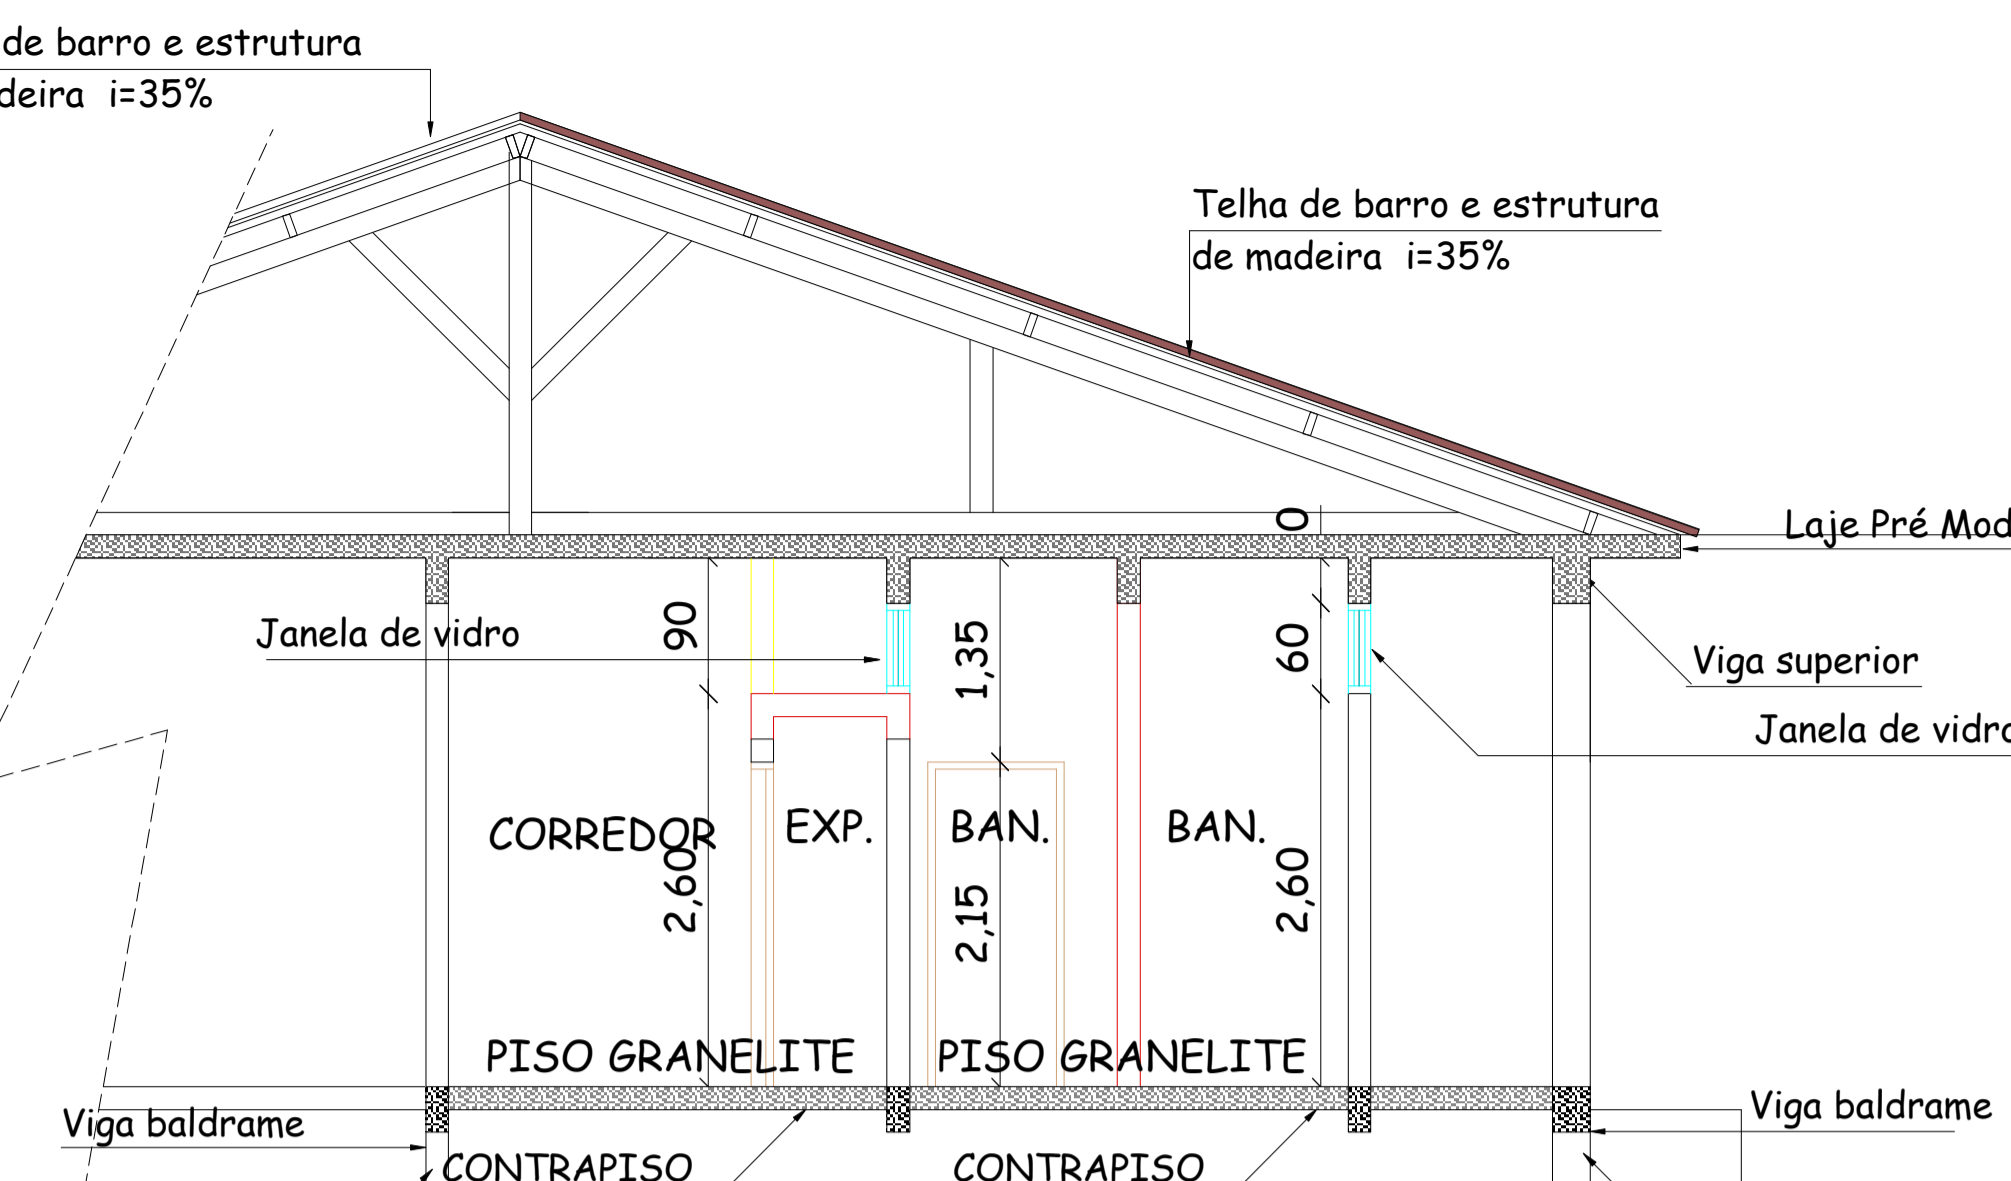 de barro e estrutura
deira i=35%
Telha de barro e estrutura
de madeira i=35%
0
Laje Pré Mod
Janela de vidro
90
1,35
60
Viga superior
Janela de vidro
CORREDOR
EXP.
BAN.
BAN.
2,60
2,15
2,60
PISO GRANELITE
PISO GRANELITE
Viga baldrame
Viga baldrame
CONTRAPISO
CONTRAPISO